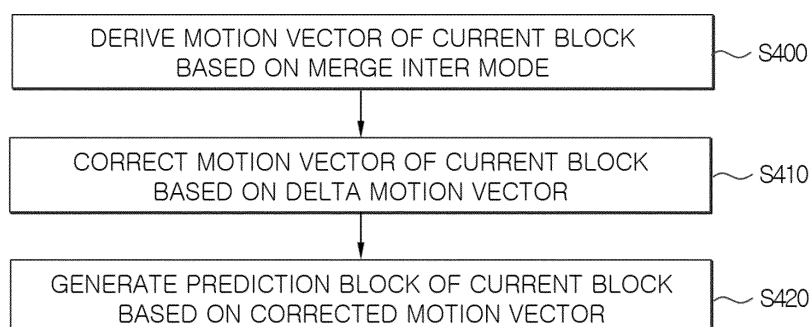 DERIVE MOTION VECTOR OF CURRENT BLOCK
BASED ON MERGE INTER MODE
S400
CORRECT MOTION VECTOR OF CURRENT BLOCK
BASED ON DELTA MOTION VECTOR
S410
GENERATE PREDICTION BLOCK OF CURRENT BLOCK
BASED ON CORRECTED MOTION VECTOR
S420